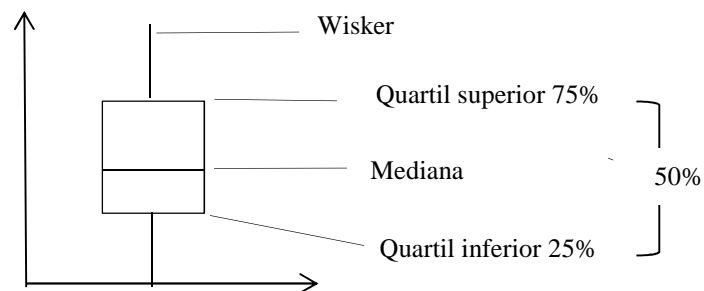 Wisker
Quartil superior 75%
Mediana
50%
Quartil inferior 25%